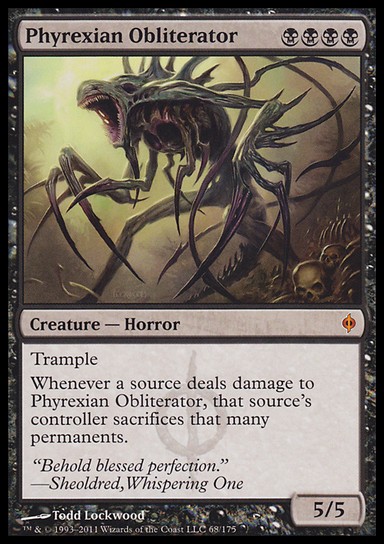 Phyrexian Obliterator
Creature — Horror
Trample
Whenever a source deals damage to
Phyrexian Obliterator, that source's
controller sacrifices that many
permanents.
“Behold blessed perfection.”
—Sheoldred, Whispering One
Todd Lockwood
5/5
™ & © 1993–2011 Wizards of the Coast LLC 68/175